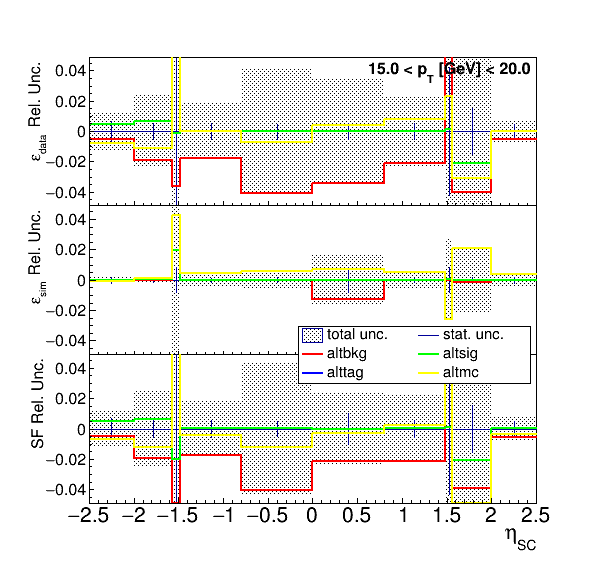 15.0 < p_T [GeV] < 20.0
ε_data Rel. Unc.
0.04
0.02
0
−0.02
−0.04
ε_sim Rel. Unc.
0.04
0.02
0
−0.02
−0.04
total unc. stat. unc.
altbkg altsig
alttag altmc
SF Rel. Unc.
0.04
0.02
0
−0.02
−0.04
−2.5 −2 −1.5 −1 −0.5 0 0.5 1 1.5 2 2.5
η_SC